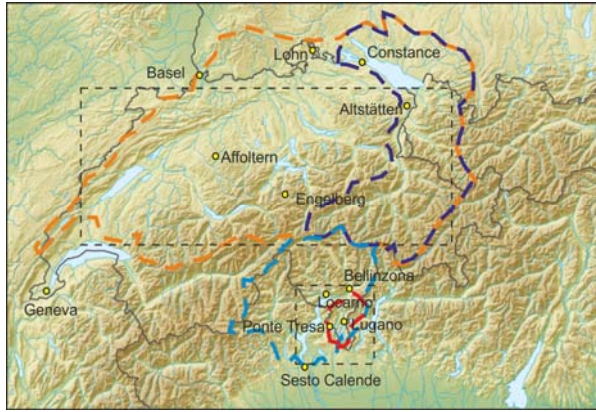 Lohn
Constance
Basel
Altstätten
Affoltern
Engelberg
Bellinzona
Geneva
Locarno
Ponte Tresa
Lugano
Sesto Calende